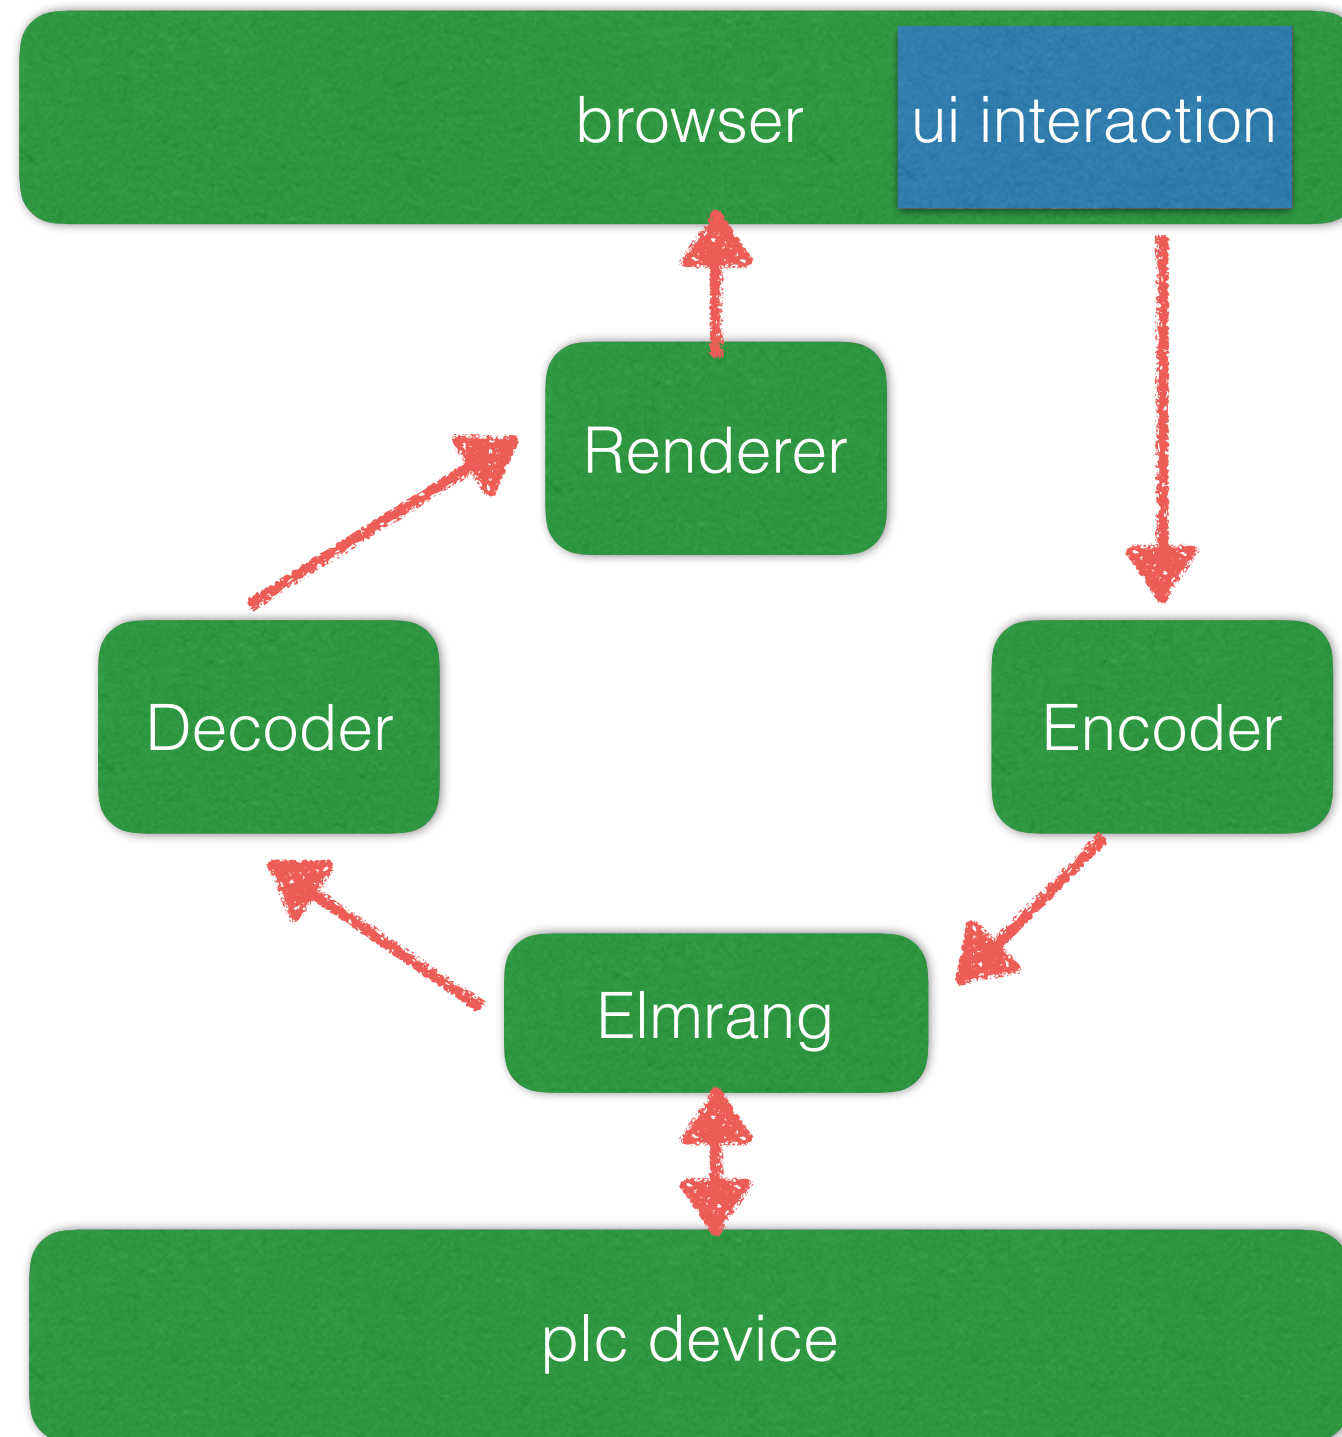 browser
ui interaction
Renderer
Decoder
Encoder
Elmrang
plc device